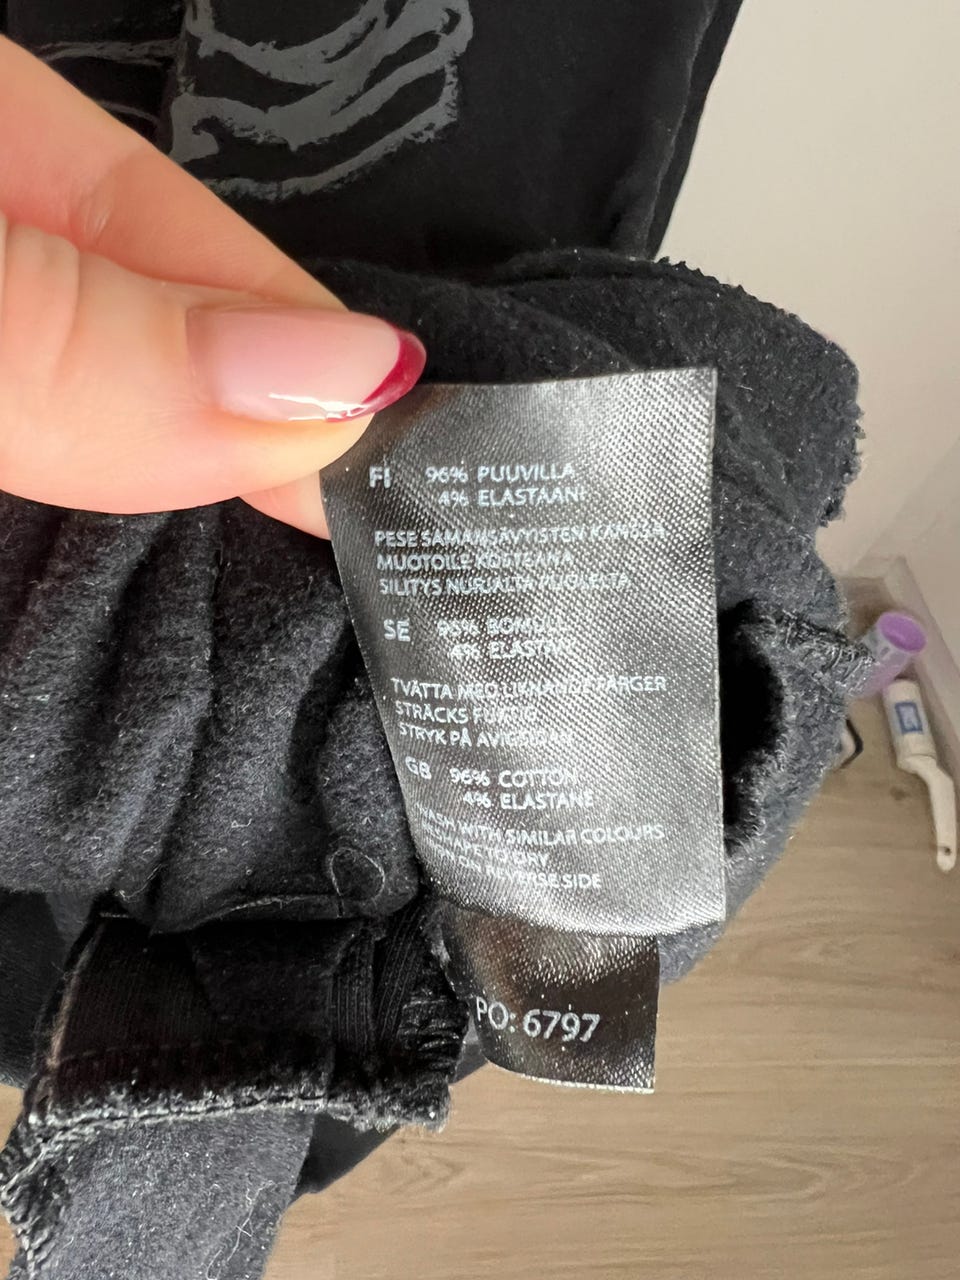 FI 96% PUUVILLA
4% ELASTAANI
PESE SAMANSÄVYISTEN KANSSA
MUOTOILE KOSTEANA
SILITYS NURJALTA PUOLELTA
SE 96% BOMULL
4% ELASTAN
TVÄTTA MED LIKNANDE FÄRGER
STRÄCKS FUKTIG
STRYK PÅ AVIGSIDAN
GB 96% COTTON
4% ELASTANE
WASH WITH SIMILAR COLOURS
RESHAPE TO DRY
IRON ON REVERSE SIDE
PO: 6797